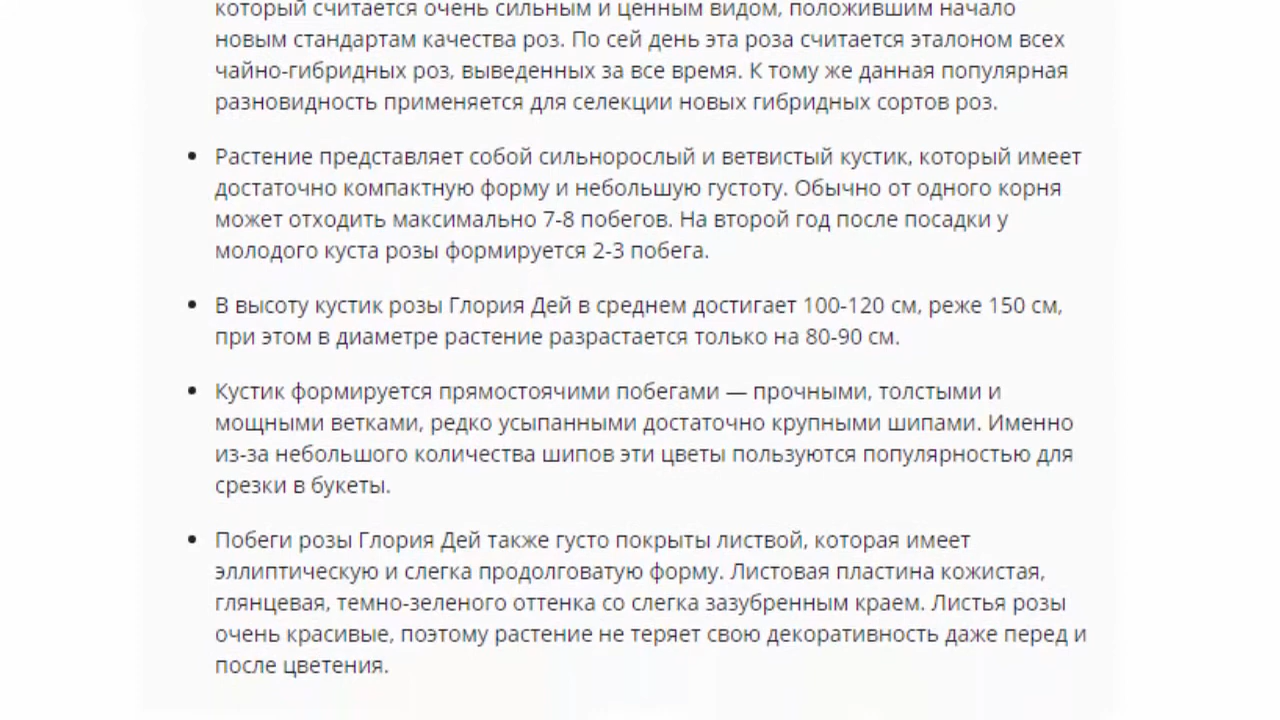 который считается очень сильным и ценным видом, положившим начало
новым стандартам качества роз. По сей день эта роза считается эталоном всех
чайно-гибридных роз, выведенных за все время. К тому же данная популярная
разновидность применяется для селекции новых гибридных сортов роз.
• Растение представляет собой сильнорослый и ветвистый кустик, который имеет
достаточно компактную форму и небольшую густоту. Обычно от одного корня
может отходить максимально 7-8 побегов. На второй год после посадки у
молодого куста розы формируется 2-3 побега.
• В высоту кустик розы Глория Дей в среднем достигает 100-120 см, реже 150 см,
при этом в диаметре растение разрастается только на 80-90 см.
• Кустик формируется прямостоячими побегами — прочными, толстыми и
мощными ветками, редко усыпанными достаточно крупными шипами. Именно
из-за небольшого количества шипов эти цветы пользуются популярностью для
срезки в букеты.
• Побеги розы Глория Дей также густо покрыты листвой, которая имеет
эллиптическую и слегка продолговатую форму. Листовая пластина кожистая,
глянцевая, темно-зеленого оттенка со слегка зазубренным краем. Листья розы
очень красивые, поэтому растение не теряет свою декоративность даже перед и
после цветения.